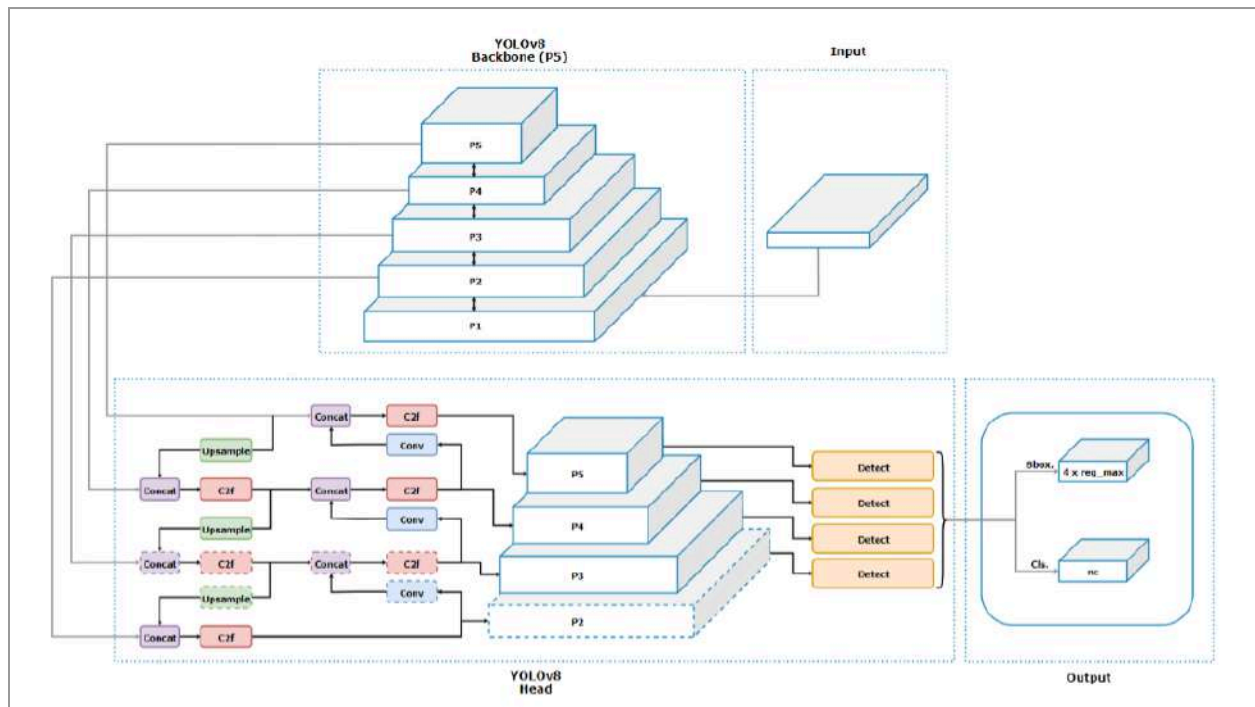 YOLOv8
Backbone (P5)
Input
P5
P4
P3
P2
P1
Concat
C2f
Upsample
Conv
Concat
C2f
Concat
C2f
Upsample
Conv
Concat
C2f
Concat
C2f
Upsample
Conv
Concat
C2f
P5
P4
P3
P2
Detect
Detect
Detect
Detect
Bbox.
4 x reg_max
Cls.
nc
YOLOv8
Head
Output